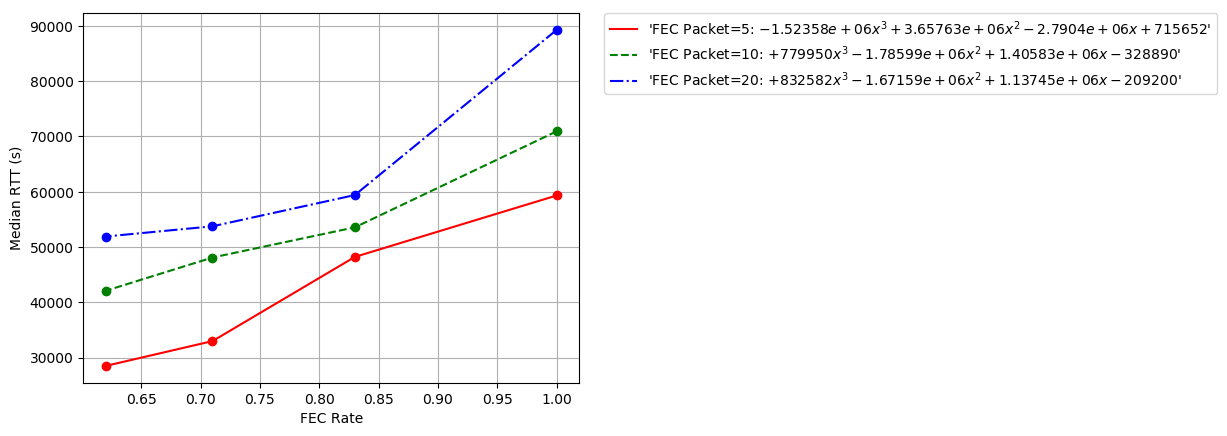 90000
80000
70000
60000
50000
40000
30000
Median RTT (s)
0.65 0.70 0.75 0.80 0.85 0.90 0.95 1.00
FEC Rate
'FEC Packet=5: −1.52358e + 06x³ + 3.65763e + 06x² − 2.7904e + 06x + 715652'
'FEC Packet=10: +779950x³ − 1.78599e + 06x² + 1.40583e + 06x − 328890'
'FEC Packet=20: +832582x³ − 1.67159e + 06x² + 1.13745e + 06x − 209200'